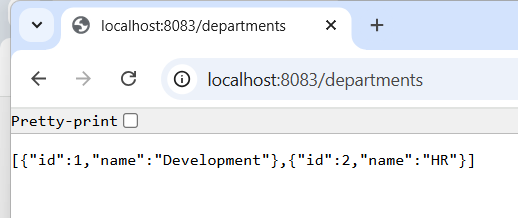 localhost:8083/departments
localhost:8083/departments
Pretty-print
[{"id":1,"name":"Development"},{"id":2,"name":"HR"}]